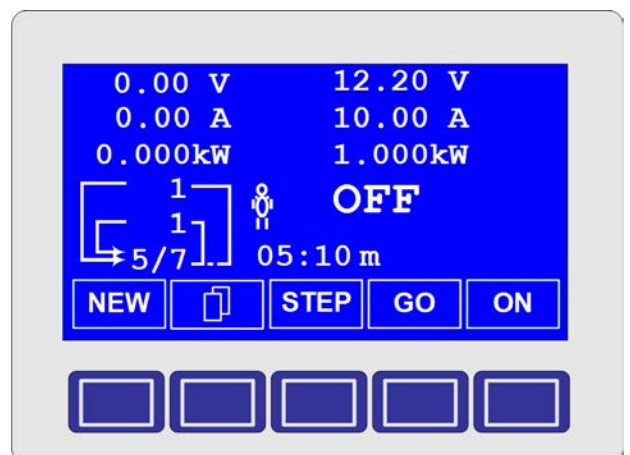 0.00 V 12.20 V
0.00 A 10.00 A
0.000kW 1.000kW
1 OFF
1
5/7 05:10 m
NEW STEP GO ON